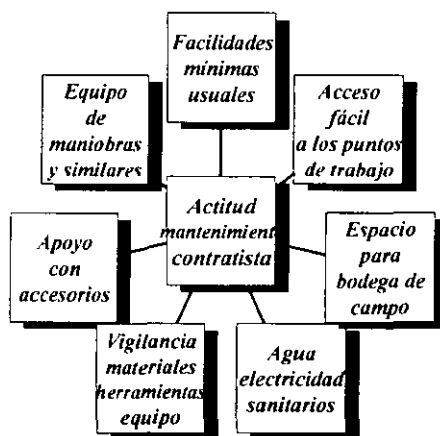 Facilidades
mínimas
usuales
Equipo
de
maniobras
y similares
Acceso
fácil
a los puntos
de trabajo
Actitud
mantenimient
contratista
Apoyo
con
accesorios
Espacio
para
bodega de
campo
Vigilancia
materiales
herramientas
equipo
Agua
electricidad
sanitarios